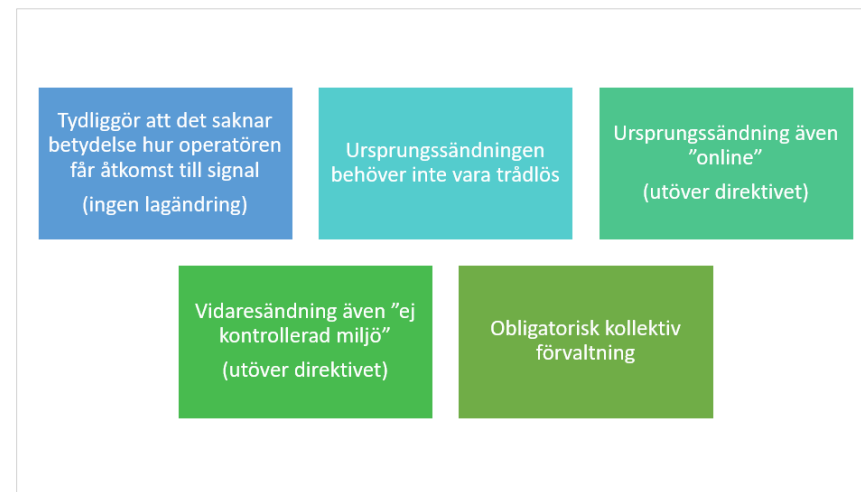 Tydliggör att det saknar
betydelse hur operatören
får åtkomst till signal
(ingen lagändring)
Ursprungssändningen
behöver inte vara trådlös
Ursprungssändning även
”online”
(utöver direktivet)
Vidaresändning även ”ej
kontrollerad miljö”
(utöver direktivet)
Obligatorisk kollektiv
förvaltning